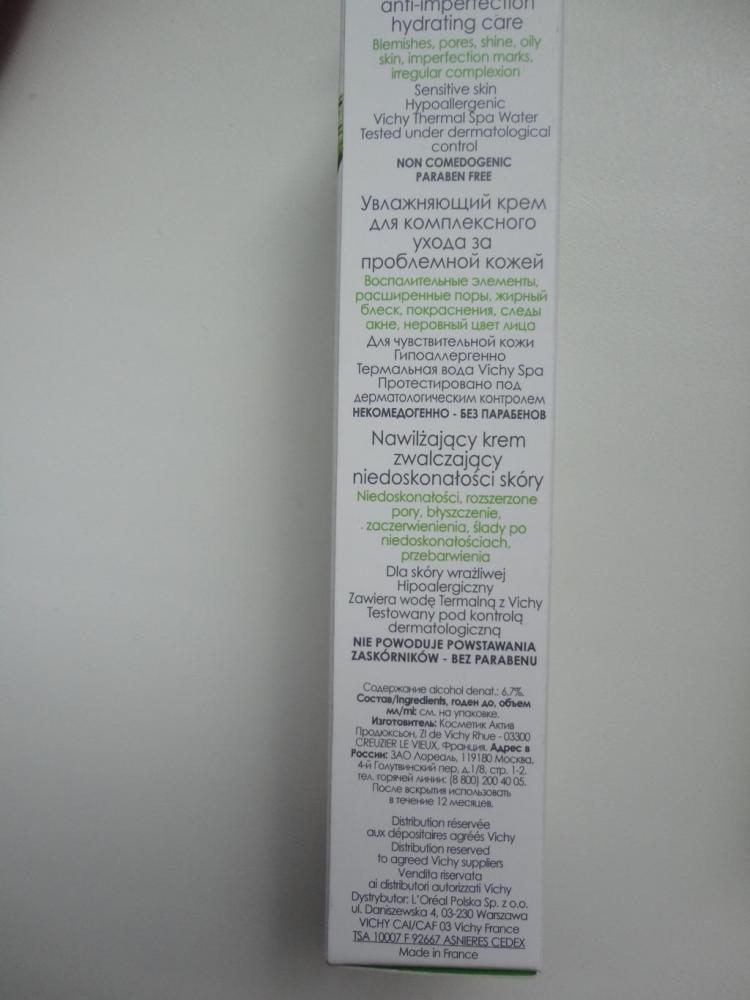 anti-imperfection
hydrating care
Blemishes, pores, shine, oily
skin, imperfection marks,
irregular complexion
Sensitive skin
Hypoallergenic
Vichy Thermal Spa Water
Tested under dermatological
control
NON COMEDOGENIC
PARABEN FREE
Увлажняющий крем
для комплексного
ухода за
проблемной кожей
Воспалительные элементы,
расширенные поры, жирный
блеск, покраснения, следы
акне, неровный цвет лица
Для чувствительной кожи
Гипоаллергенно
Термальная вода Vichy Spa
Протестировано под
дерматологическим контролем
НЕКОМЕДОГЕННО - БЕЗ ПАРАБЕНОВ
Nawilżający krem
zwalczający
niedoskonałości skóry
Niedoskonałości, rozszerzone
pory, błyszczenie,
zaczerwienienia, ślady po
niedoskonałościach,
przebarwienia
Dla skóry wrażliwej
Hipoalergiczny
Zawiera wodę Termalną z Vichy
Testowany pod kontrolą
dermatologiczną
NIE POWODUJE POWSTAWANIA
ZASKÓRNIKÓW - BEZ PARABENU
Содержание alcohol denat.: 6,7%.
Состав/Ingredients, годен до, объем
мл/ml: см. на упаковке.
Изготовитель: Косметик Актив
Продюксьон, ZI de Vichy Rhue - 03300
CREUZIER LE VIEUX, Франция. Адрес в
России: ЗАО Лореаль, 119180 Москва,
4-й Голутвинский пер, д.1/8, стр. 1-2.
тел. горячей линии: (8 800) 200 40 05.
После вскрытия использовать
в течение 12 месяцев.
Distribution réservée
aux dépositaires agréés Vichy
Distribution reserved
to agreed Vichy suppliers
Vendita riservata
ai distributori autorizzati Vichy
Dystrybutor: L'Oréal Polska Sp. z o.o.
ul. Daniszewska 4, 03-230 Warszawa
VICHY CAI/CAF 03 Vichy France
TSA 10007 F 92667 ASNIERES CEDEX
Made in France